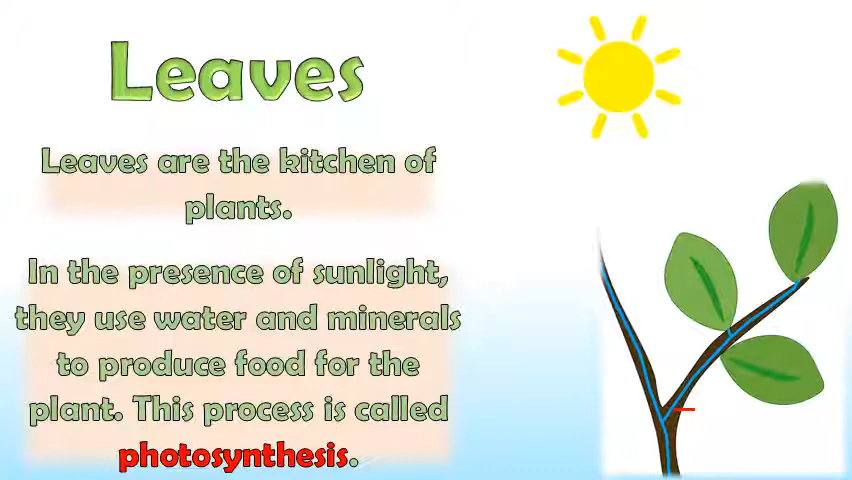 Leaves
Leaves are the kitchen of
plants.
In the presence of sunlight,
they use water and minerals
to produce food for the
plant. This process is called
photosynthesis.